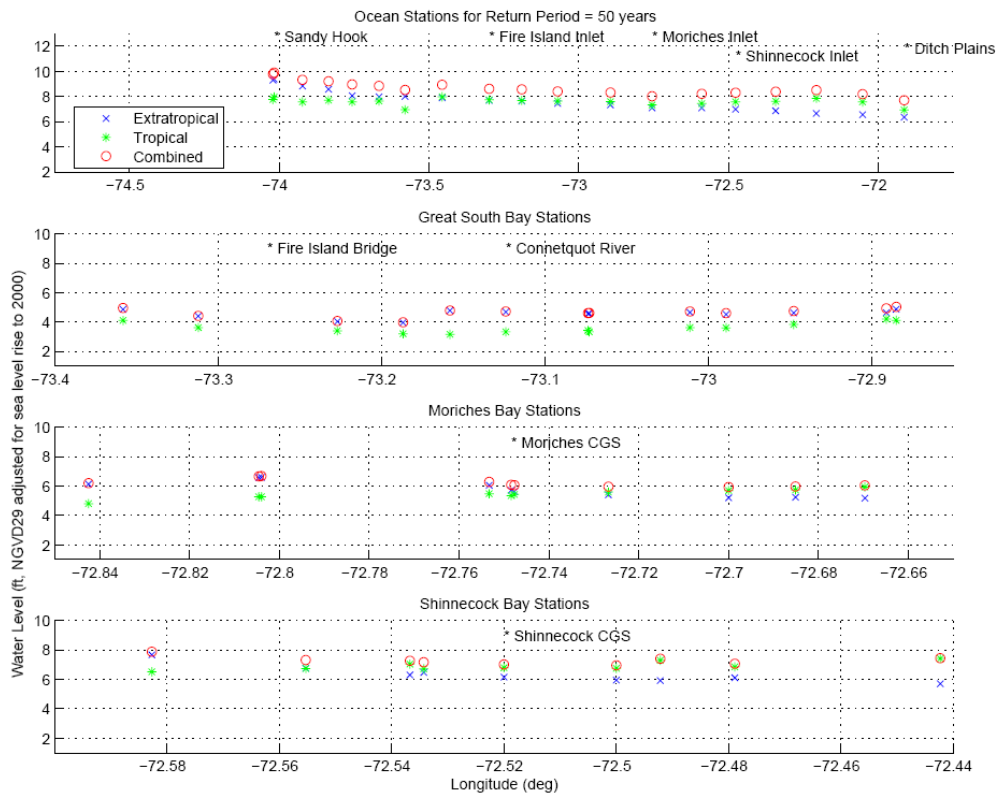 Ocean Stations for Return Period = 50 years
* Sandy Hook * Fire Island Inlet * Moriches Inlet
* Shinnecock Inlet * Ditch Plains
12
10
8
6
4
2
Extratropical
Tropical
Combined
−74.5 −74 −73.5 −73 −72.5 −72
Great South Bay Stations
* Fire Island Bridge * Connetquot River
10
8
6
4
2
−73.4 −73.3 −73.2 −73.1 −73 −72.9
Moriches Bay Stations
* Moriches CGS
10
8
6
4
2
−72.84 −72.82 −72.8 −72.78 −72.76 −72.74 −72.72 −72.7 −72.68 −72.66
Shinnecock Bay Stations
* Shinnecock CGS
10
8
6
4
2
−72.58 −72.56 −72.54 −72.52 −72.5 −72.48 −72.46 −72.44
Longitude (deg)
Water Level (ft, NGVD29 adjusted for sea level rise to 2000)